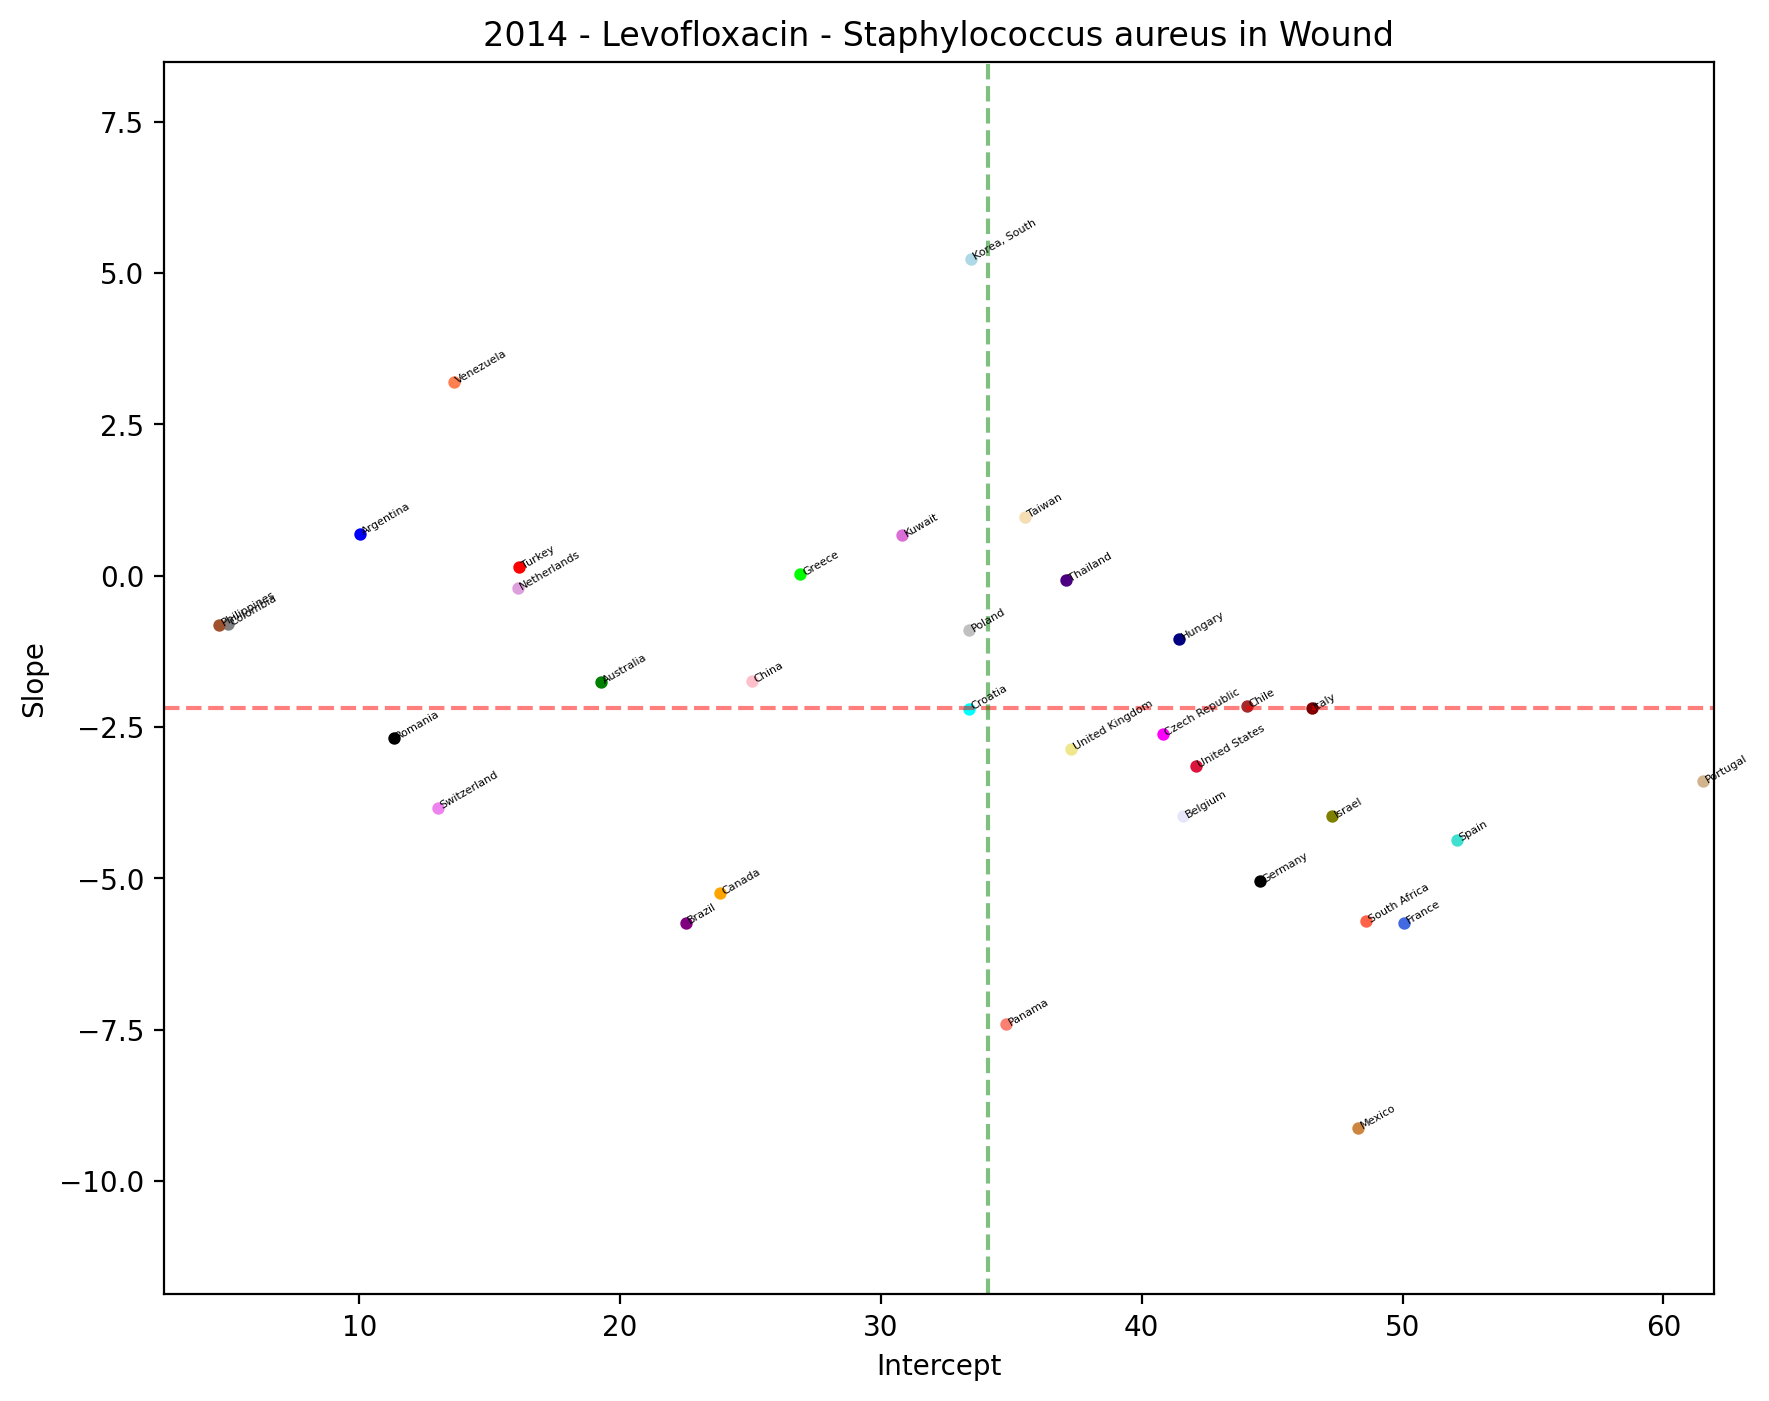 2014 - Levofloxacin - Staphylococcus aureus in Wound
7.5
5.0
2.5
0.0
−2.5
−5.0
−7.5
−10.0
Slope
Korea, South
Venezuela
Argentina
Taiwan
Kuwait
Turkey
Netherlands
Greece
Thailand
Philippines
Colombia
Poland
Hungary
Australia
China
Croatia
Chile
Italy
Romania
Czech Republic
United Kingdom
United States
Portugal
Switzerland
Belgium
Israel
Spain
Germany
Canada
Brazil
South Africa
France
Panama
Mexico
10 20 30 40 50 60
Intercept